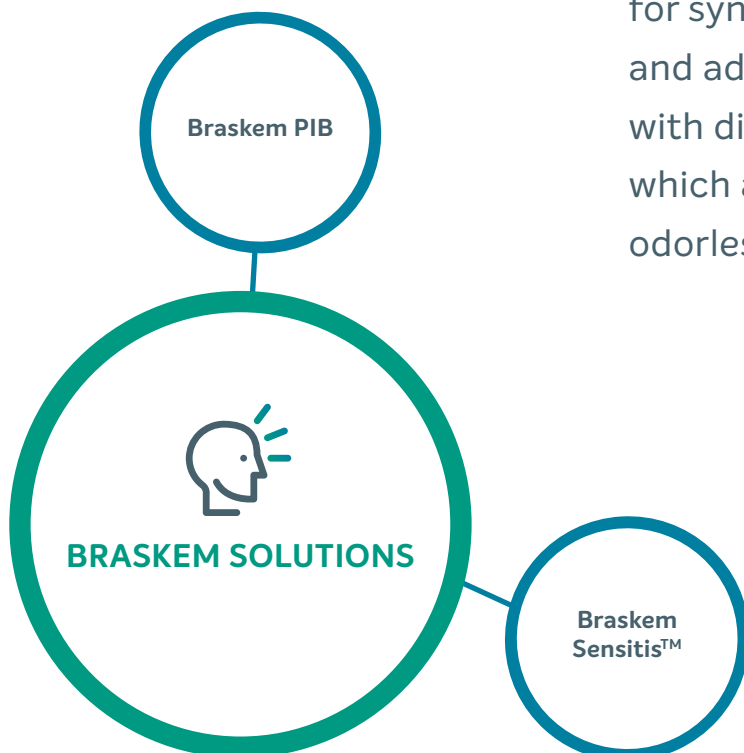 for syn
and ad
with di
which a
odorles
Braskem PIB
BRASKEM SOLUTIONS
Braskem
Sensitis™